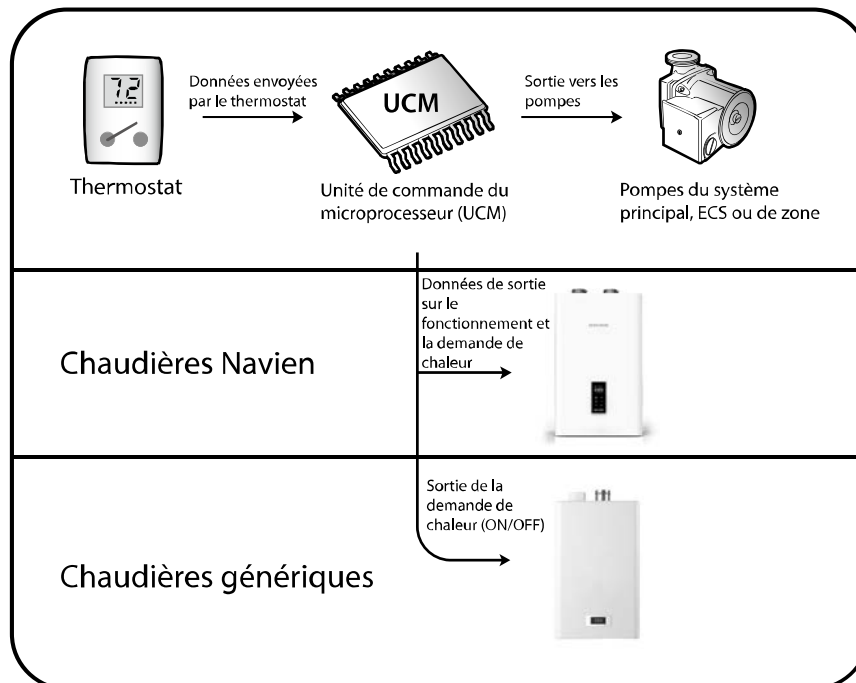 72
Données envoyées
par le thermostat
UCM
Sortie vers les
pompes
Thermostat
Unité de commande du
microprocesseur (UCM)
Pompes du système
principal, ECS ou de zone
Données de sortie
sur le
fonctionnement et
la demande de
chaleur
Chaudières Navien
Sortie de la
demande de
chaleur (ON/OFF)
Chaudières génériques